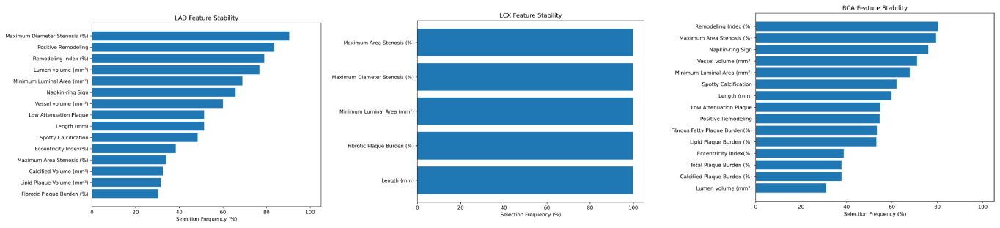 LAD Feature Stability
Maximum Diameter Stenosis (%)
Positive Remodeling
Remodeling Index (%)
Lumen volume (mm³)
Minimum Luminal Area (mm²)
Napkin-ring Sign
Vessel volume (mm³)
Low Attenuation Plaque
Length (mm)
Spotty Calcification
Eccentricity Index(%)
Maximum Area Stenosis (%)
Calcified Volume (mm³)
Lipid Plaque Volume (mm³)
Fibrotic Plaque Burden (%)
0 20 40 60 80 100
Selection Frequency (%)
LCX Feature Stability
Maximum Area Stenosis (%)
Maximum Diameter Stenosis (%)
Minimum Luminal Area (mm²)
Fibrotic Plaque Burden (%)
Length (mm)
0 20 40 60 80 100
Selection Frequency (%)
RCA Feature Stability
Remodeling Index (%)
Maximum Area Stenosis (%)
Napkin-ring Sign
Vessel volume (mm³)
Minimum Luminal Area (mm²)
Spotty Calcification
Length (mm)
Low Attenuation Plaque
Positive Remodeling
Fibrous Fatty Plaque Burden(%)
Lipid Plaque Burden (%)
Eccentricity Index(%)
Total Plaque Burden (%)
Calcified Plaque Burden (%)
Lumen volume (mm³)
0 20 40 60 80 100
Selection Frequency (%)